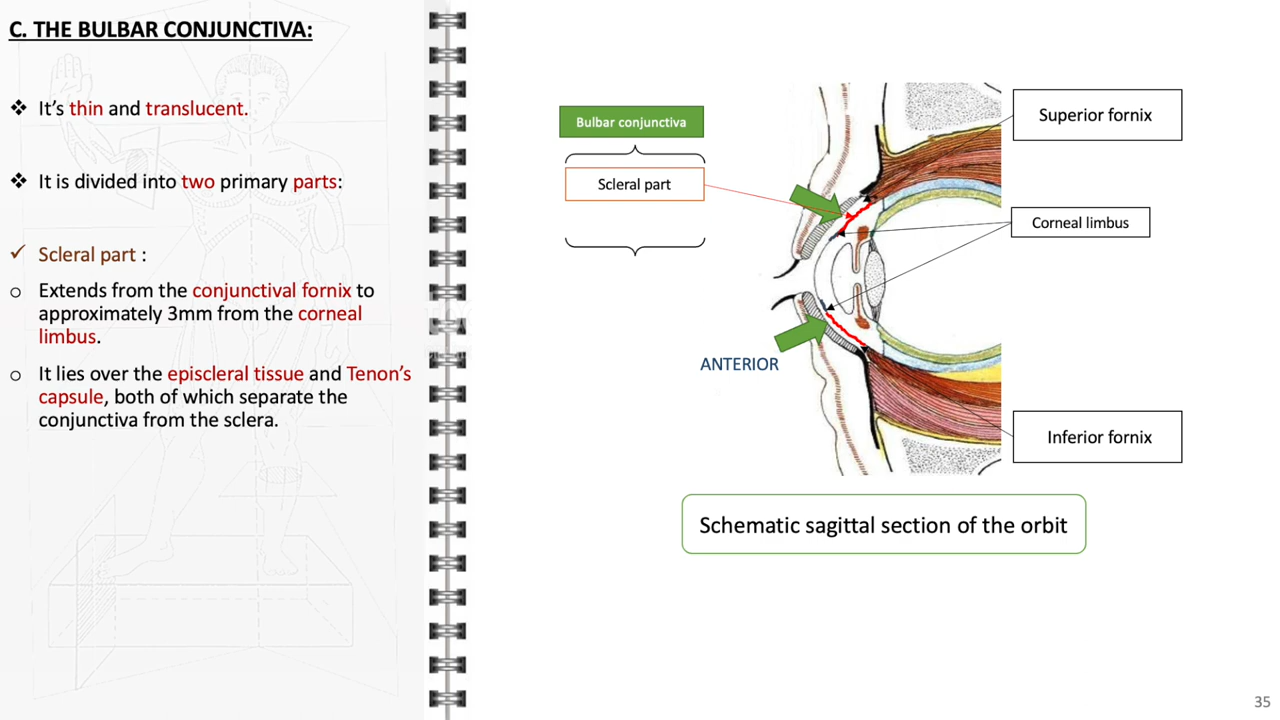 C. THE BULBAR CONJUNCTIVA:
❖ It’s thin and translucent.
❖ It is divided into two primary parts:
✓ Scleral part :
o Extends from the conjunctival fornix to
approximately 3mm from the corneal
limbus.
o It lies over the episcleral tissue and Tenon’s
capsule, both of which separate the
conjunctiva from the sclera.
Bulbar conjunctiva
Scleral part
Superior fornix
Corneal limbus
ANTERIOR
Inferior fornix
Schematic sagittal section of the orbit
35